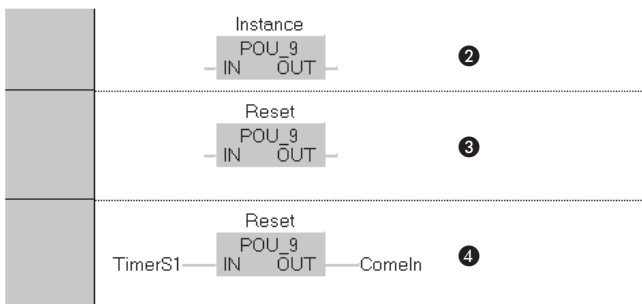 Instance
POU_9
IN OUT
❷
Reset
POU_9
IN OUT
❸
Reset
POU_9
TimerS1 IN OUT ComeIn
❹